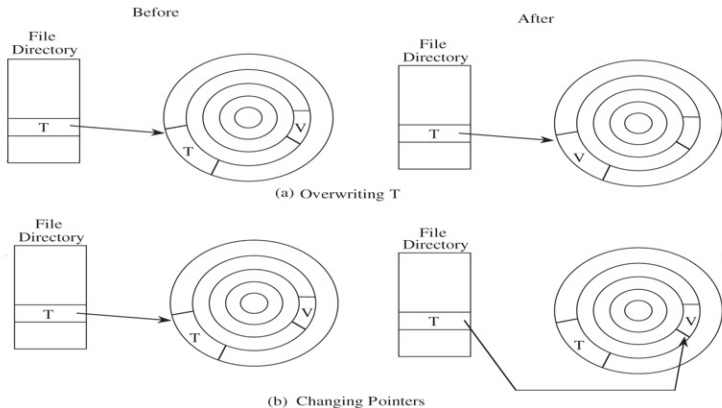 Before
After
File
Directory
T
T
V
File
Directory
T
V
(a) Overwriting T
File
Directory
T
T
V
File
Directory
T
T
V
(b) Changing Pointers